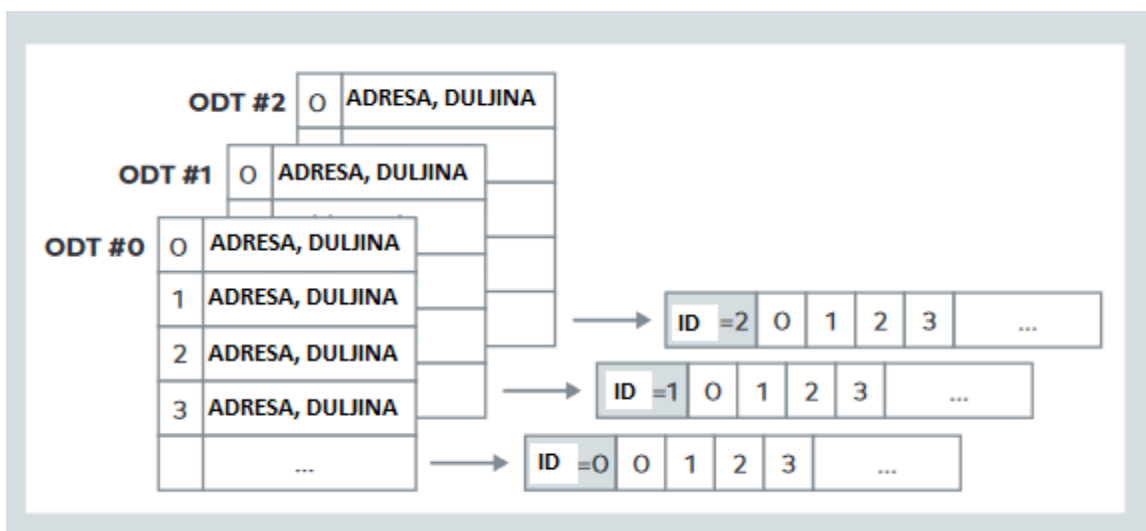 ODT #2 0 ADRESA, DULJINA
ODT #1 0 ADRESA, DULJINA
ODT #0 0 ADRESA, DULJINA
1 ADRESA, DULJINA
2 ADRESA, DULJINA
3 ADRESA, DULJINA
...
ID =2 0 1 2 3 ...
ID =1 0 1 2 3 ...
ID =0 0 1 2 3 ...